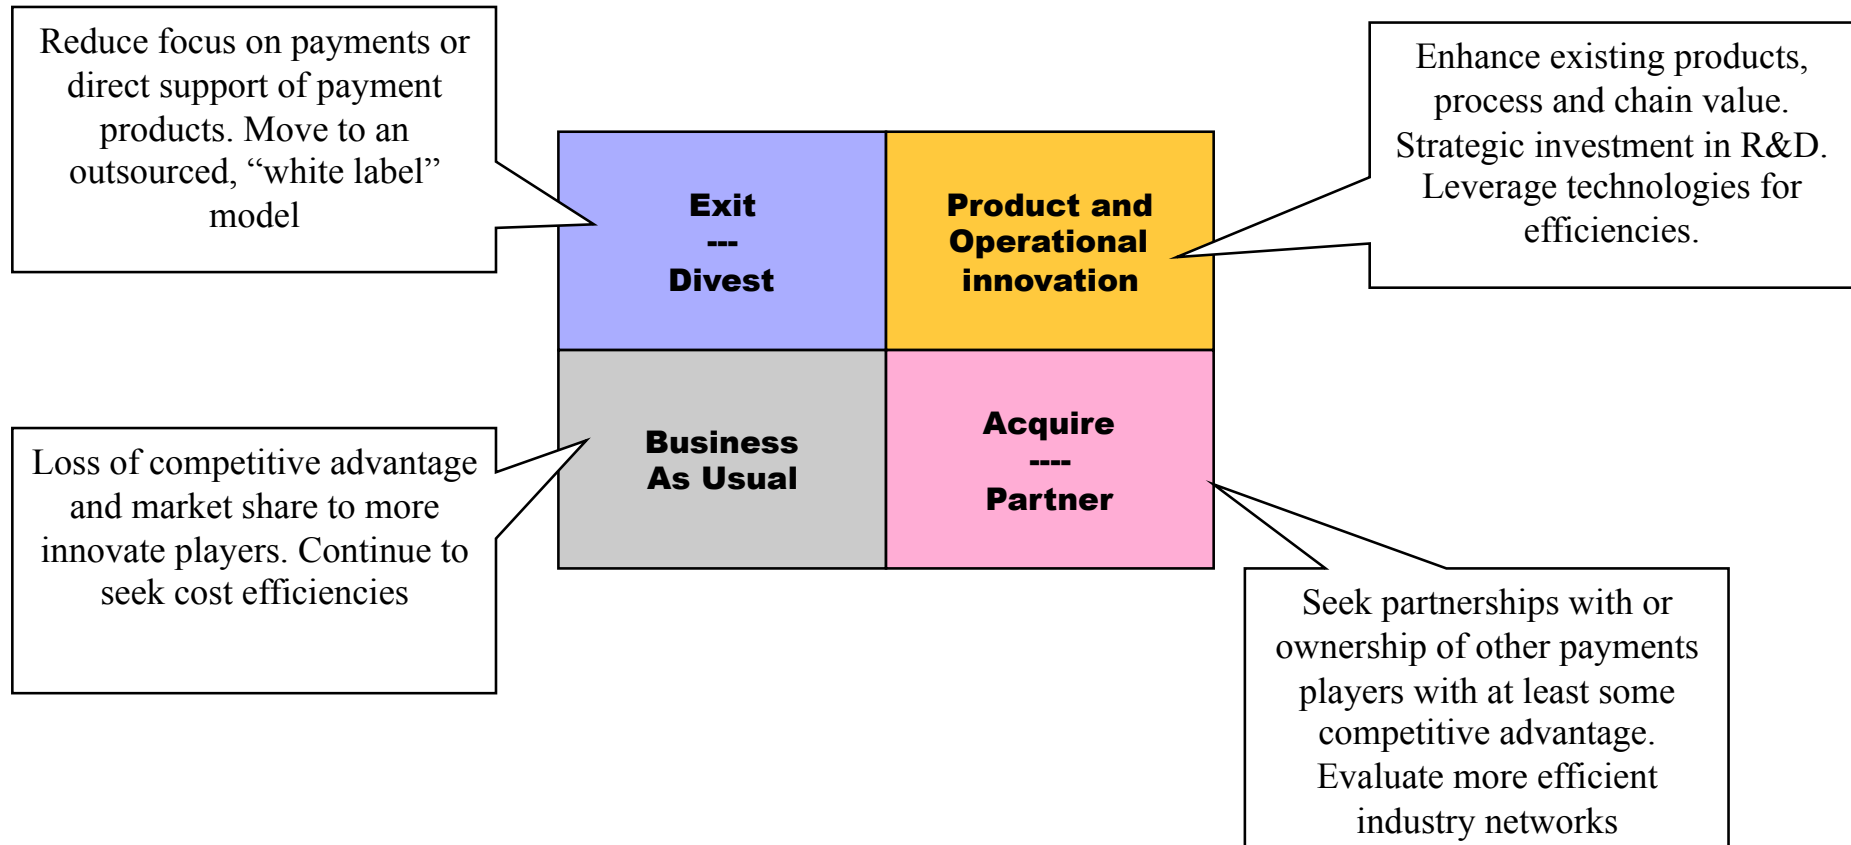 Reduce focus on payments or
direct support of payment
products. Move to an
outsourced, “white label”
model
Enhance existing products,
process and chain value.
Strategic investment in R&D.
Leverage technologies for
efficiencies.
Exit
---
Divest
Product and
Operational
innovation
Loss of competitive advantage
and market share to more
innovate players. Continue to
seek cost efficiencies
Business
As Usual
Acquire
----
Partner
Seek partnerships with or
ownership of other payments
players with at least some
competitive advantage.
Evaluate more efficient
industry networks